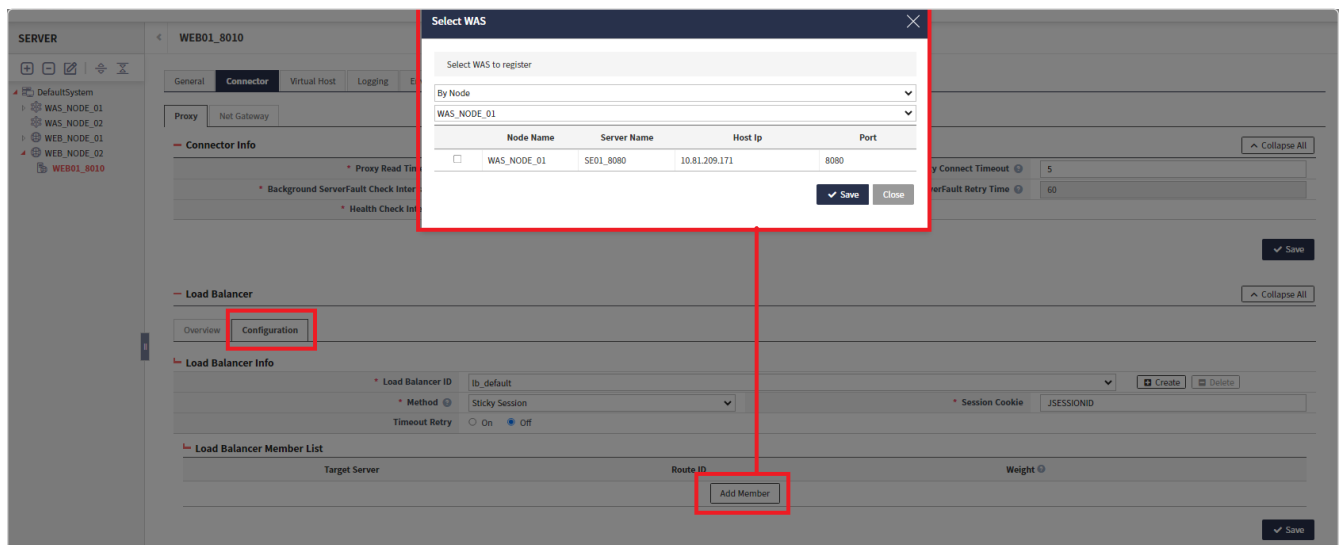 SERVER
DefaultSystem
WAS_NODE_01
WAS_NODE_02
WEB_NODE_01
WEB_NODE_02
WEB01_8010
WEB01_8010
General Connector Virtual Host Logging
Proxy Net Gateway
Connector Info
Collapse All
* Proxy Read
y Connect Timeout 5
* Background ServerFault Check
erFault Retry Time 60
* Health Check
Save
Select WAS
Select WAS to register
By Node
WAS_NODE_01
Node Name Server Name Host Ip Port
WAS_NODE_01 SE01_8080 10.81.209.171 8080
Save Close
Load Balancer
Collapse All
Overview Configuration
Load Balancer Info
* Load Balancer ID lb_default Create Delete
* Method Sticky Session * Session Cookie JSESSIONID
Timeout Retry On Off
Load Balancer Member List
Target Server Route ID Weight
Add Member
Save